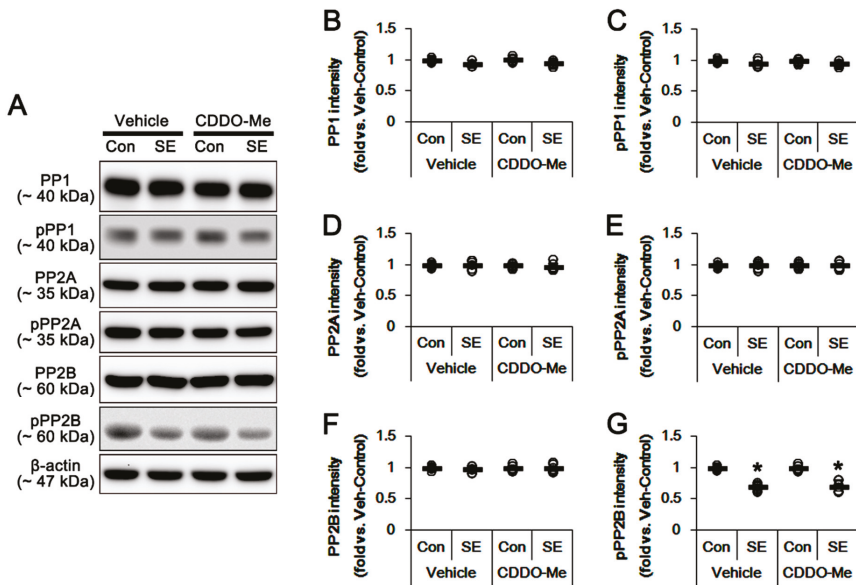 A
Vehicle CDDO-Me
Con SE Con SE
PP1
(~ 40 kDa)
pPP1
(~ 40 kDa)
PP2A
(~ 35 kDa)
pPP2A
(~ 35 kDa)
PP2B
(~ 60 kDa)
pPP2B
(~ 60 kDa)
β-actin
(~ 47 kDa)
B
PP1 intensity
(fold vs. Veh-Control)
1.5
1
0.5
0
Con SE Con SE
Vehicle CDDO-Me
C
pPP1 intensity
(fold vs. Veh-Control)
1.5
1
0.5
0
Con SE Con SE
Vehicle CDDO-Me
D
PP2A intensity
(fold vs. Veh-Control)
1.5
1
0.5
0
Con SE Con SE
Vehicle CDDO-Me
E
pPP2A intensity
(fold vs. Veh-Control)
1.5
1
0.5
0
Con SE Con SE
Vehicle CDDO-Me
F
PP2B intensity
(fold vs. Veh-Control)
1.5
1
0.5
0
Con SE Con SE
Vehicle CDDO-Me
G
pPP2B intensity
(fold vs. Veh-Control)
1.5
1
0.5
0
* *
Con SE Con SE
Vehicle CDDO-Me